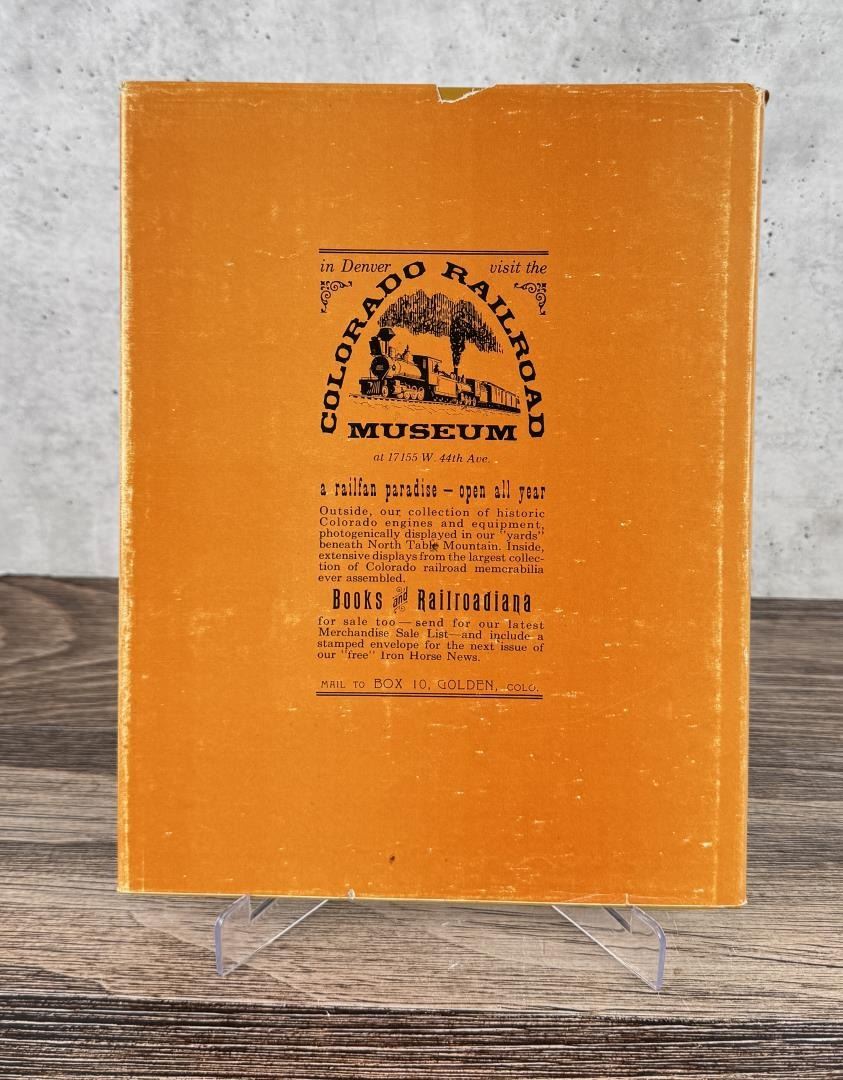 in Denver visit the
COLORADO RAILROAD
MUSEUM
at 17155 W. 44th Ave.
a railfan paradise — open all year
Outside, our collection of historic
Colorado engines and equipment,
photogenically displayed in our "yards"
beneath North Table Mountain. Inside,
extensive displays from the largest collec-
tion of Colorado railroad memorabilia
ever assembled.
Books and Railroadiana
for sale too — send for our latest
Merchandise Sale List—and include a
stamped envelope for the next issue of
our "free" Iron Horse News.
MAIL TO BOX 10, GOLDEN, COLO.